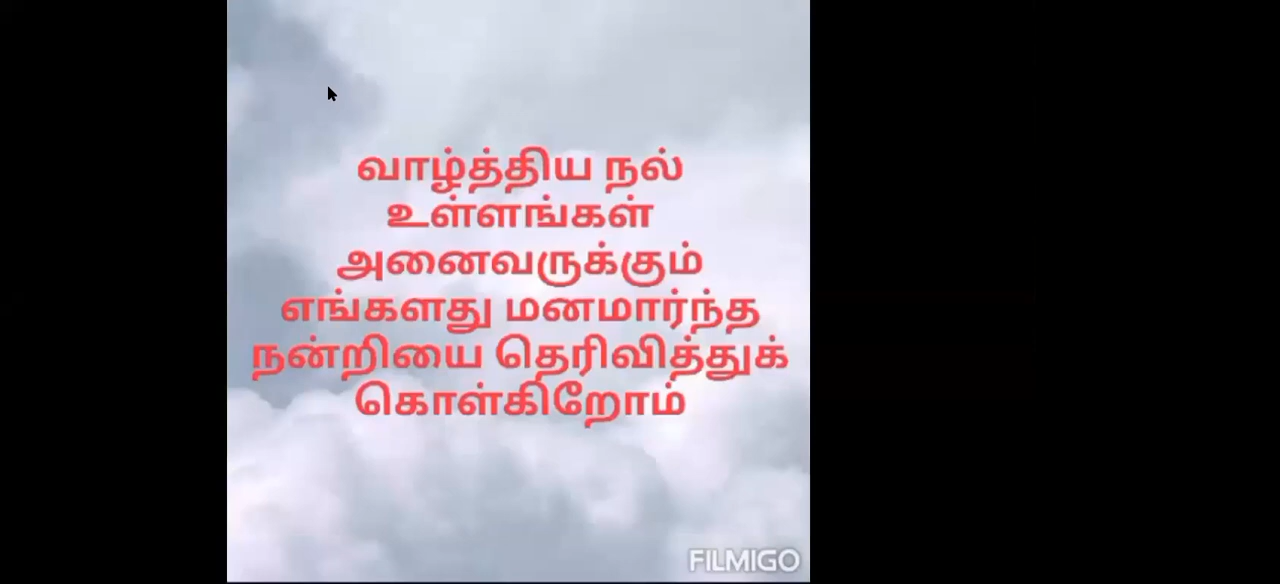 வாழ்த்திய நல்
உள்ளங்கள்
அனைவருக்கும்
எங்களது மனமார்ந்த
நன்றியை தெரிவித்துக்
கொள்கிறோம்
FILMIGO